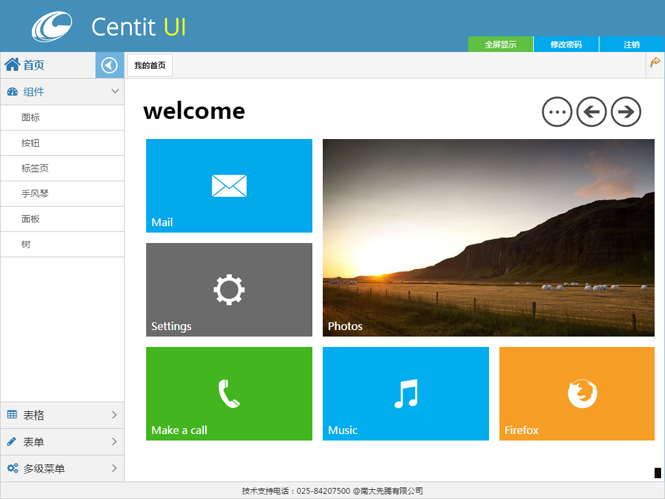 Centit UI
全屏显示 修改密码 注销
首页
我的首页
组件
图标
按钮
标签页
手风琴
面板
树
表格
表单
多级菜单
welcome
Mail
Settings
Photos
Make a call
Music
Firefox
技术支持电话：025-84207500 @南大先腾有限公司